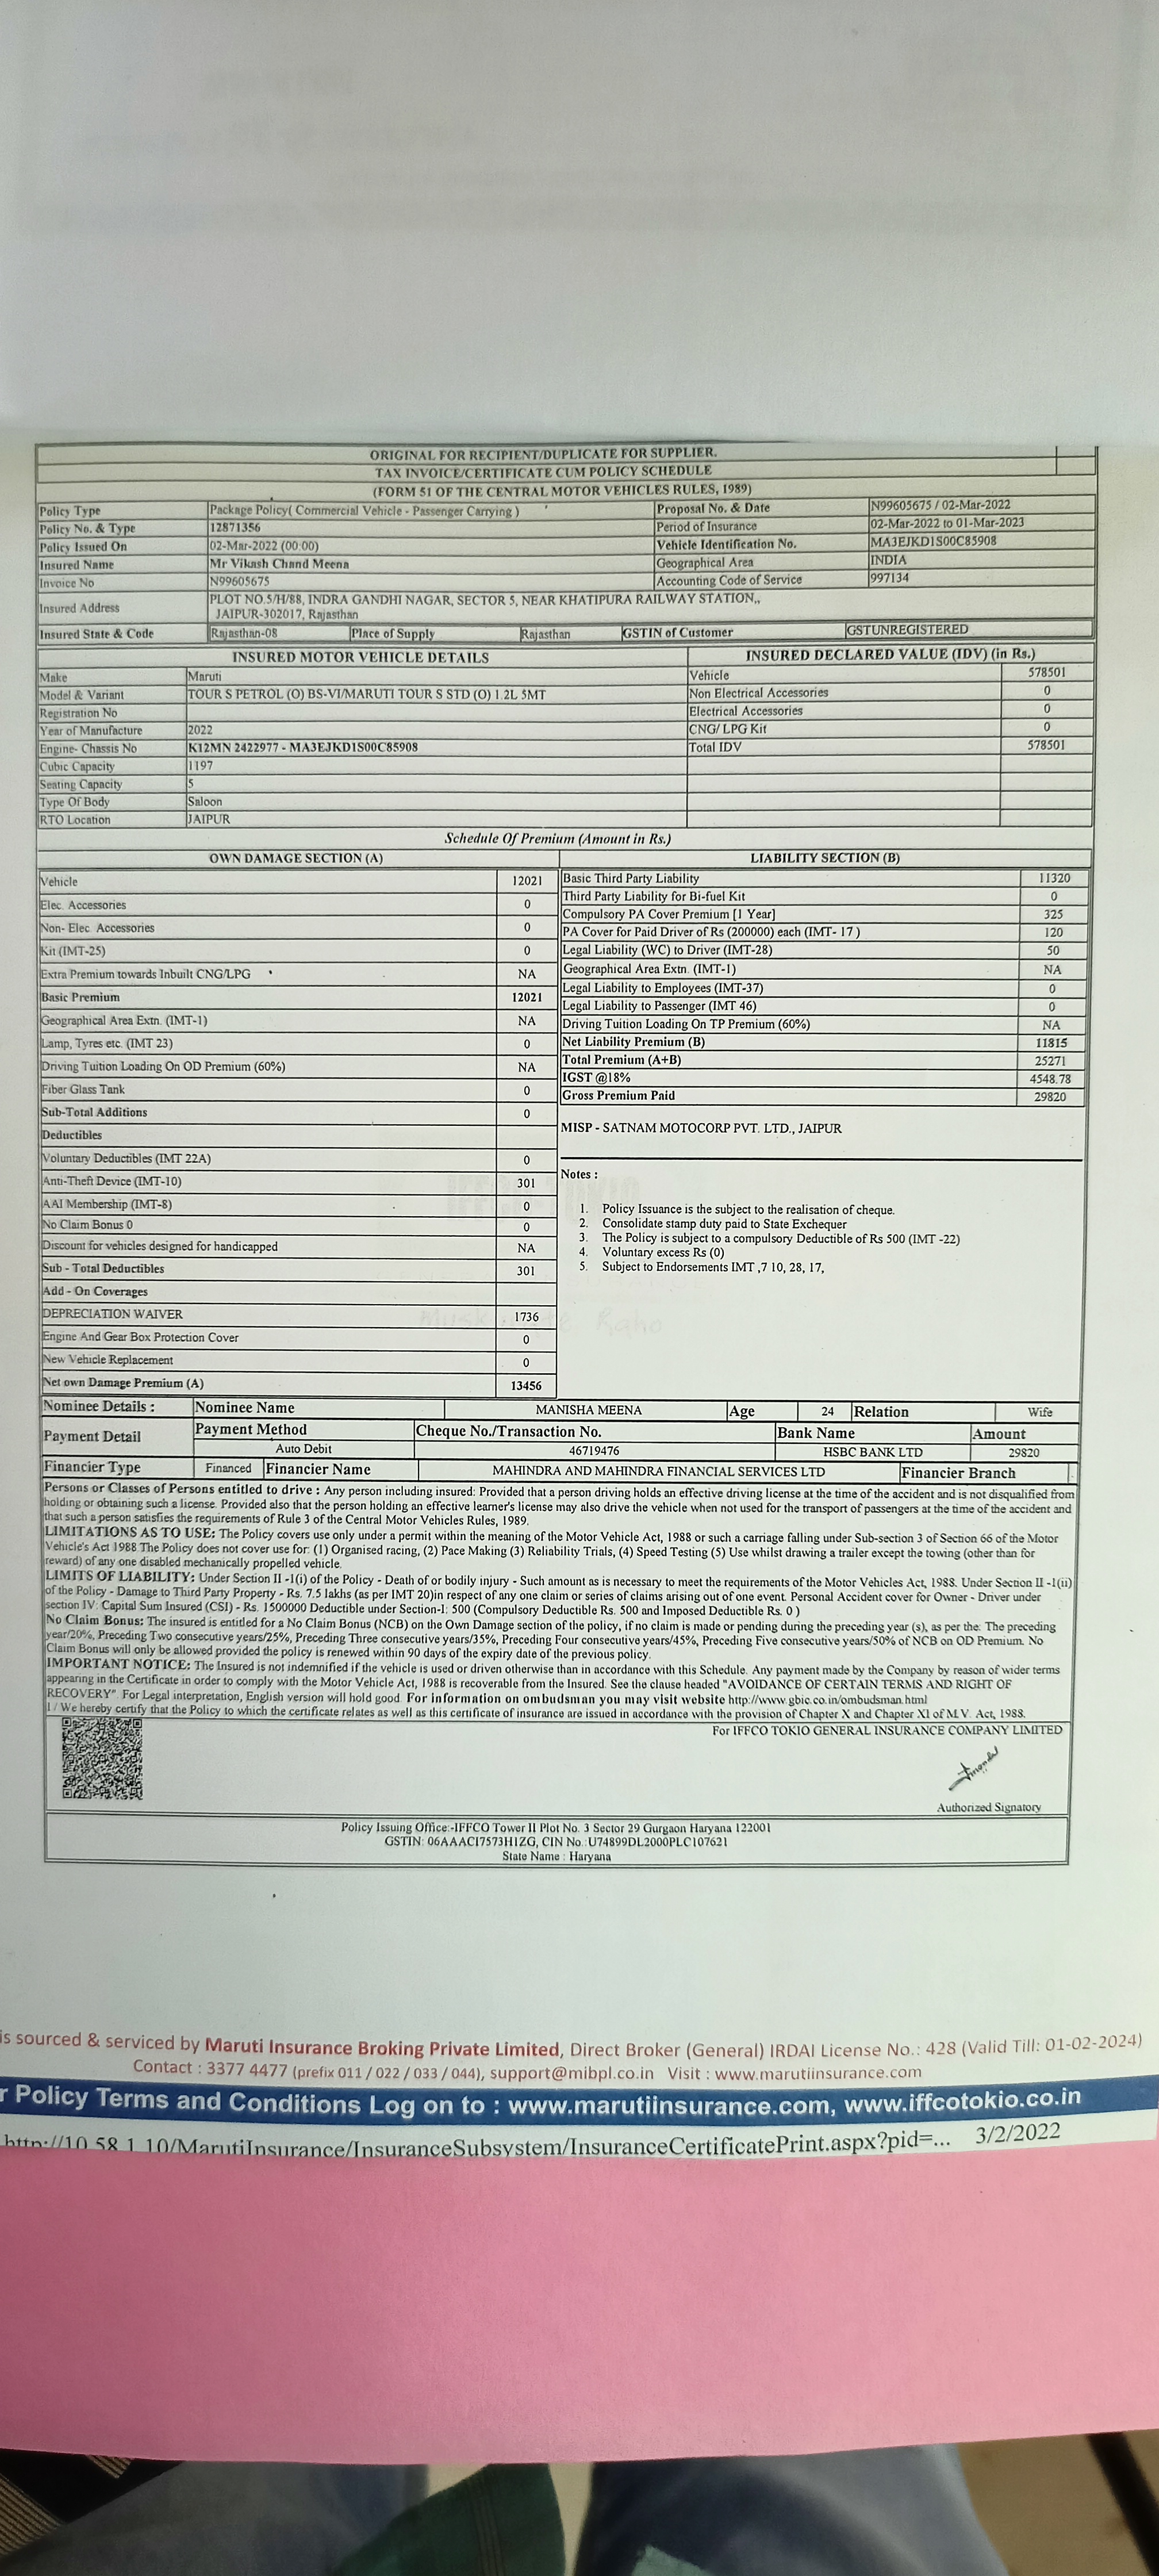 ORIGINAL FOR RECIPIENT/DUPLICATE FOR SUPPLIER.
TAX INVOICE/CERTIFICATE CUM POLICY SCHEDULE
(FORM 51 OF THE CENTRAL MOTOR VEHICLES RULES, 1989)
Policy Type Package Policy( Commercial Vehicle - Passenger Carrying ) Proposal No. & Date N99605675 / 02-Mar-2022
Policy No. & Type 12871356 Period of Insurance 02-Mar-2022 to 01-Mar-2023
Policy Issued On 02-Mar-2022 (00:00) Vehicle Identification No. MA3EJKD1S00C85908
Insured Name Mr Vikash Chand Meena Geographical Area INDIA
Invoice No N99605675 Accounting Code of Service 997134
Insured Address PLOT NO.5/H/88, INDRA GANDHI NAGAR, SECTOR 5, NEAR KHATIPURA RAILWAY STATION,,
JAIPUR-302017, Rajasthan
Insured State & Code Rajasthan-08 Place of Supply Rajasthan GSTIN of Customer GSTUNREGISTERED
INSURED MOTOR VEHICLE DETAILS INSURED DECLARED VALUE (IDV) (in Rs.)
Make Maruti Vehicle 578501
Model & Variant TOUR S PETROL (O) BS-VI/MARUTI TOUR S STD (O) 1.2L 5MT Non Electrical Accessories 0
Registration No Electrical Accessories 0
Year of Manufacture 2022 CNG/ LPG Kit 0
Engine- Chassis No K12MN 2422977 - MA3EJKD1S00C85908 Total IDV 578501
Cubic Capacity 1197
Seating Capacity 5
Type Of Body Saloon
RTO Location JAIPUR
Schedule Of Premium (Amount in Rs.)
OWN DAMAGE SECTION (A)
Vehicle 12021
Elec. Accessories 0
Non- Elec. Accessories 0
Kit (IMT-25) 0
Extra Premium towards Inbuilt CNG/LPG NA
Basic Premium 12021
Geographical Area Extn. (IMT-1) NA
Lamp, Tyres etc. (IMT 23) 0
Driving Tuition Loading On OD Premium (60%) NA
Fiber Glass Tank 0
Sub-Total Additions 0
Deductibles
Voluntary Deductibles (IMT 22A) 0
Anti-Theft Device (IMT-10) 301
AAI Membership (IMT-8) 0
No Claim Bonus 0 0
Discount for vehicles designed for handicapped NA
Sub - Total Deductibles 301
Add - On Coverages
DEPRECIATION WAIVER 1736
Engine And Gear Box Protection Cover 0
New Vehicle Replacement 0
Net own Damage Premium (A) 13456
LIABILITY SECTION (B)
Basic Third Party Liability 11320
Third Party Liability for Bi-fuel Kit 0
Compulsory PA Cover Premium [1 Year] 325
PA Cover for Paid Driver of Rs (200000) each (IMT- 17 ) 120
Legal Liability (WC) to Driver (IMT-28) 50
Geographical Area Extn. (IMT-1) NA
Legal Liability to Employees (IMT-37) 0
Legal Liability to Passenger (IMT 46) 0
Driving Tuition Loading On TP Premium (60%) NA
Net Liability Premium (B) 11815
Total Premium (A+B) 25271
IGST @18% 4548.78
Gross Premium Paid 29820
MISP - SATNAM MOTOCORP PVT. LTD., JAIPUR
Notes :
1. Policy Issuance is the subject to the realisation of cheque.
2. Consolidate stamp duty paid to State Exchequer
3. The Policy is subject to a compulsory Deductible of Rs 500 (IMT -22)
4. Voluntary excess Rs (0)
5. Subject to Endorsements IMT ,7 10, 28, 17,
Nominee Details : Nominee Name MANISHA MEENA Age 24 Relation Wife
Payment Detail Payment Method Cheque No./Transaction No. Bank Name Amount
Auto Debit 46719476 HSBC BANK LTD 29820
Financier Type Financed Financier Name MAHINDRA AND MAHINDRA FINANCIAL SERVICES LTD Financier Branch
Persons or Classes of Persons entitled to drive : Any person including insured: Provided that a person driving holds an effective driving license at the time of the accident and is not disqualified from
holding or obtaining such a license. Provided also that the person holding an effective learner's license may also drive the vehicle when not used for the transport of passengers at the time of the accident and
that such a person satisfies the requirements of Rule 3 of the Central Motor Vehicles Rules, 1989.
LIMITATIONS AS TO USE: The Policy covers use only under a permit within the meaning of the Motor Vehicle Act, 1988 or such a carriage falling under Sub-section 3 of Section 66 of the Motor
Vehicle's Act 1988 The Policy does not cover use for: (1) Organised racing, (2) Pace Making (3) Reliability Trials, (4) Speed Testing (5) Use whilst drawing a trailer except the towing (other than for
reward) of any one disabled mechanically propelled vehicle.
LIMITS OF LIABILITY: Under Section II -1(i) of the Policy - Death of or bodily injury - Such amount as is necessary to meet the requirements of the Motor Vehicles Act, 1988. Under Section II -1(ii)
of the Policy - Damage to Third Party Property - Rs. 7.5 lakhs (as per IMT 20)in respect of any one claim or series of claims arising out of one event. Personal Accident cover for Owner - Driver under
section IV: Capital Sum Insured (CSI) - Rs. 1500000 Deductible under Section-1: 500 (Compulsory Deductible Rs. 500 and Imposed Deductible Rs. 0 )
No Claim Bonus: The insured is entitled for a No Claim Bonus (NCB) on the Own Damage section of the policy, if no claim is made or pending during the preceding year (s), as per the: The preceding
year/20%, Preceding Two consecutive years/25%, Preceding Three consecutive years/35%, Preceding Four consecutive years/45%, Preceding Five consecutive years/50% of NCB on OD Premium. No
Claim Bonus will only be allowed provided the policy is renewed within 90 days of the expiry date of the previous policy.
IMPORTANT NOTICE: The Insured is not indemnified if the vehicle is used or driven otherwise than in accordance with this Schedule. Any payment made by the Company by reason of wider terms
appearing in the Certificate in order to comply with the Motor Vehicle Act, 1988 is recoverable from the Insured. See the clause headed "AVOIDANCE OF CERTAIN TERMS AND RIGHT OF
RECOVERY". For Legal interpretation, English version will hold good. For information on ombudsman you may visit website http://www.gbic.co.in/ombudsman.html
I / We hereby certify that the Policy to which the certificate relates as well as this certificate of insurance are issued in accordance with the provision of Chapter X and Chapter XI of M.V. Act, 1988.
For IFFCO TOKIO GENERAL INSURANCE COMPANY LIMITED
Authorized Signatory
Policy Issuing Office:-IFFCO Tower II Plot No. 3 Sector 29 Gurgaon Haryana 122001
GSTIN: 06AAACI7573H1ZG, CIN No.:U74899DL2000PLC107621
State Name : Haryana
is sourced & serviced by Maruti Insurance Broking Private Limited, Direct Broker (General) IRDAI License No.: 428 (Valid Till: 01-02-2024)
Contact : 3377 4477 (prefix 011 / 022 / 033 / 044), support@mibpl.co.in Visit : www.marutiinsurance.com
r Policy Terms and Conditions Log on to : www.marutiinsurance.com, www.iffcotokio.co.in
http://10.58.1.10/MarutiInsurance/InsuranceSubsystem/InsuranceCertificatePrint.aspx?pid=... 3/2/2022